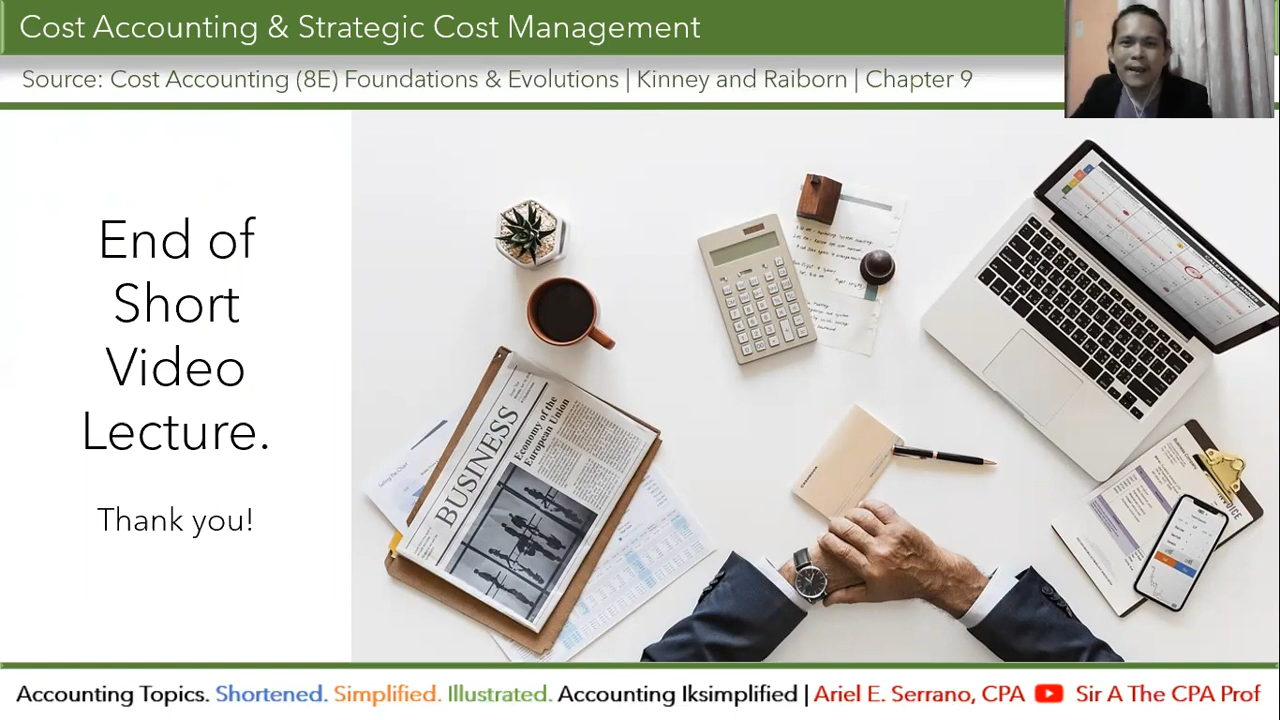 Cost Accounting & Strategic Cost Management
Source: Cost Accounting (8E) Foundations & Evolutions | Kinney and Raiborn | Chapter 9
End of
Short
Video
Lecture.
Thank you!
BUSINESS
Economy of the
European Union
INVOICE
Accounting Topics. Shortened. Simplified. Illustrated. Accounting Iksimplified | Ariel E. Serrano, CPA Sir A The CPA Prof